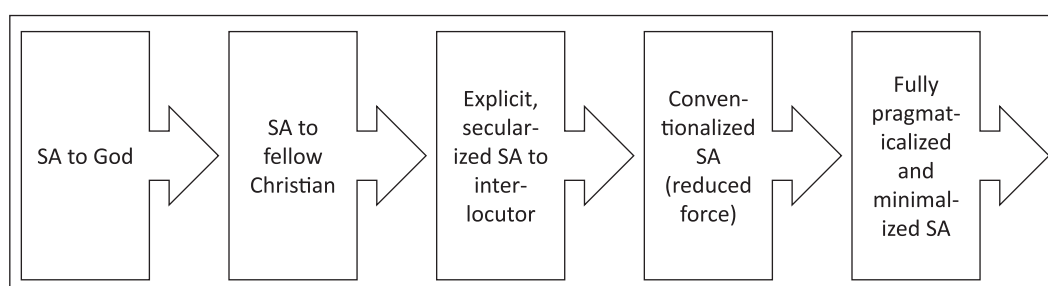 SA to God
SA to
fellow
Christian
Explicit,
secular-
ized SA to
inter-
locutor
Conven-
tionalized
SA
(reduced
force)
Fully
pragmat-
icalized
and
minimal-
ized SA